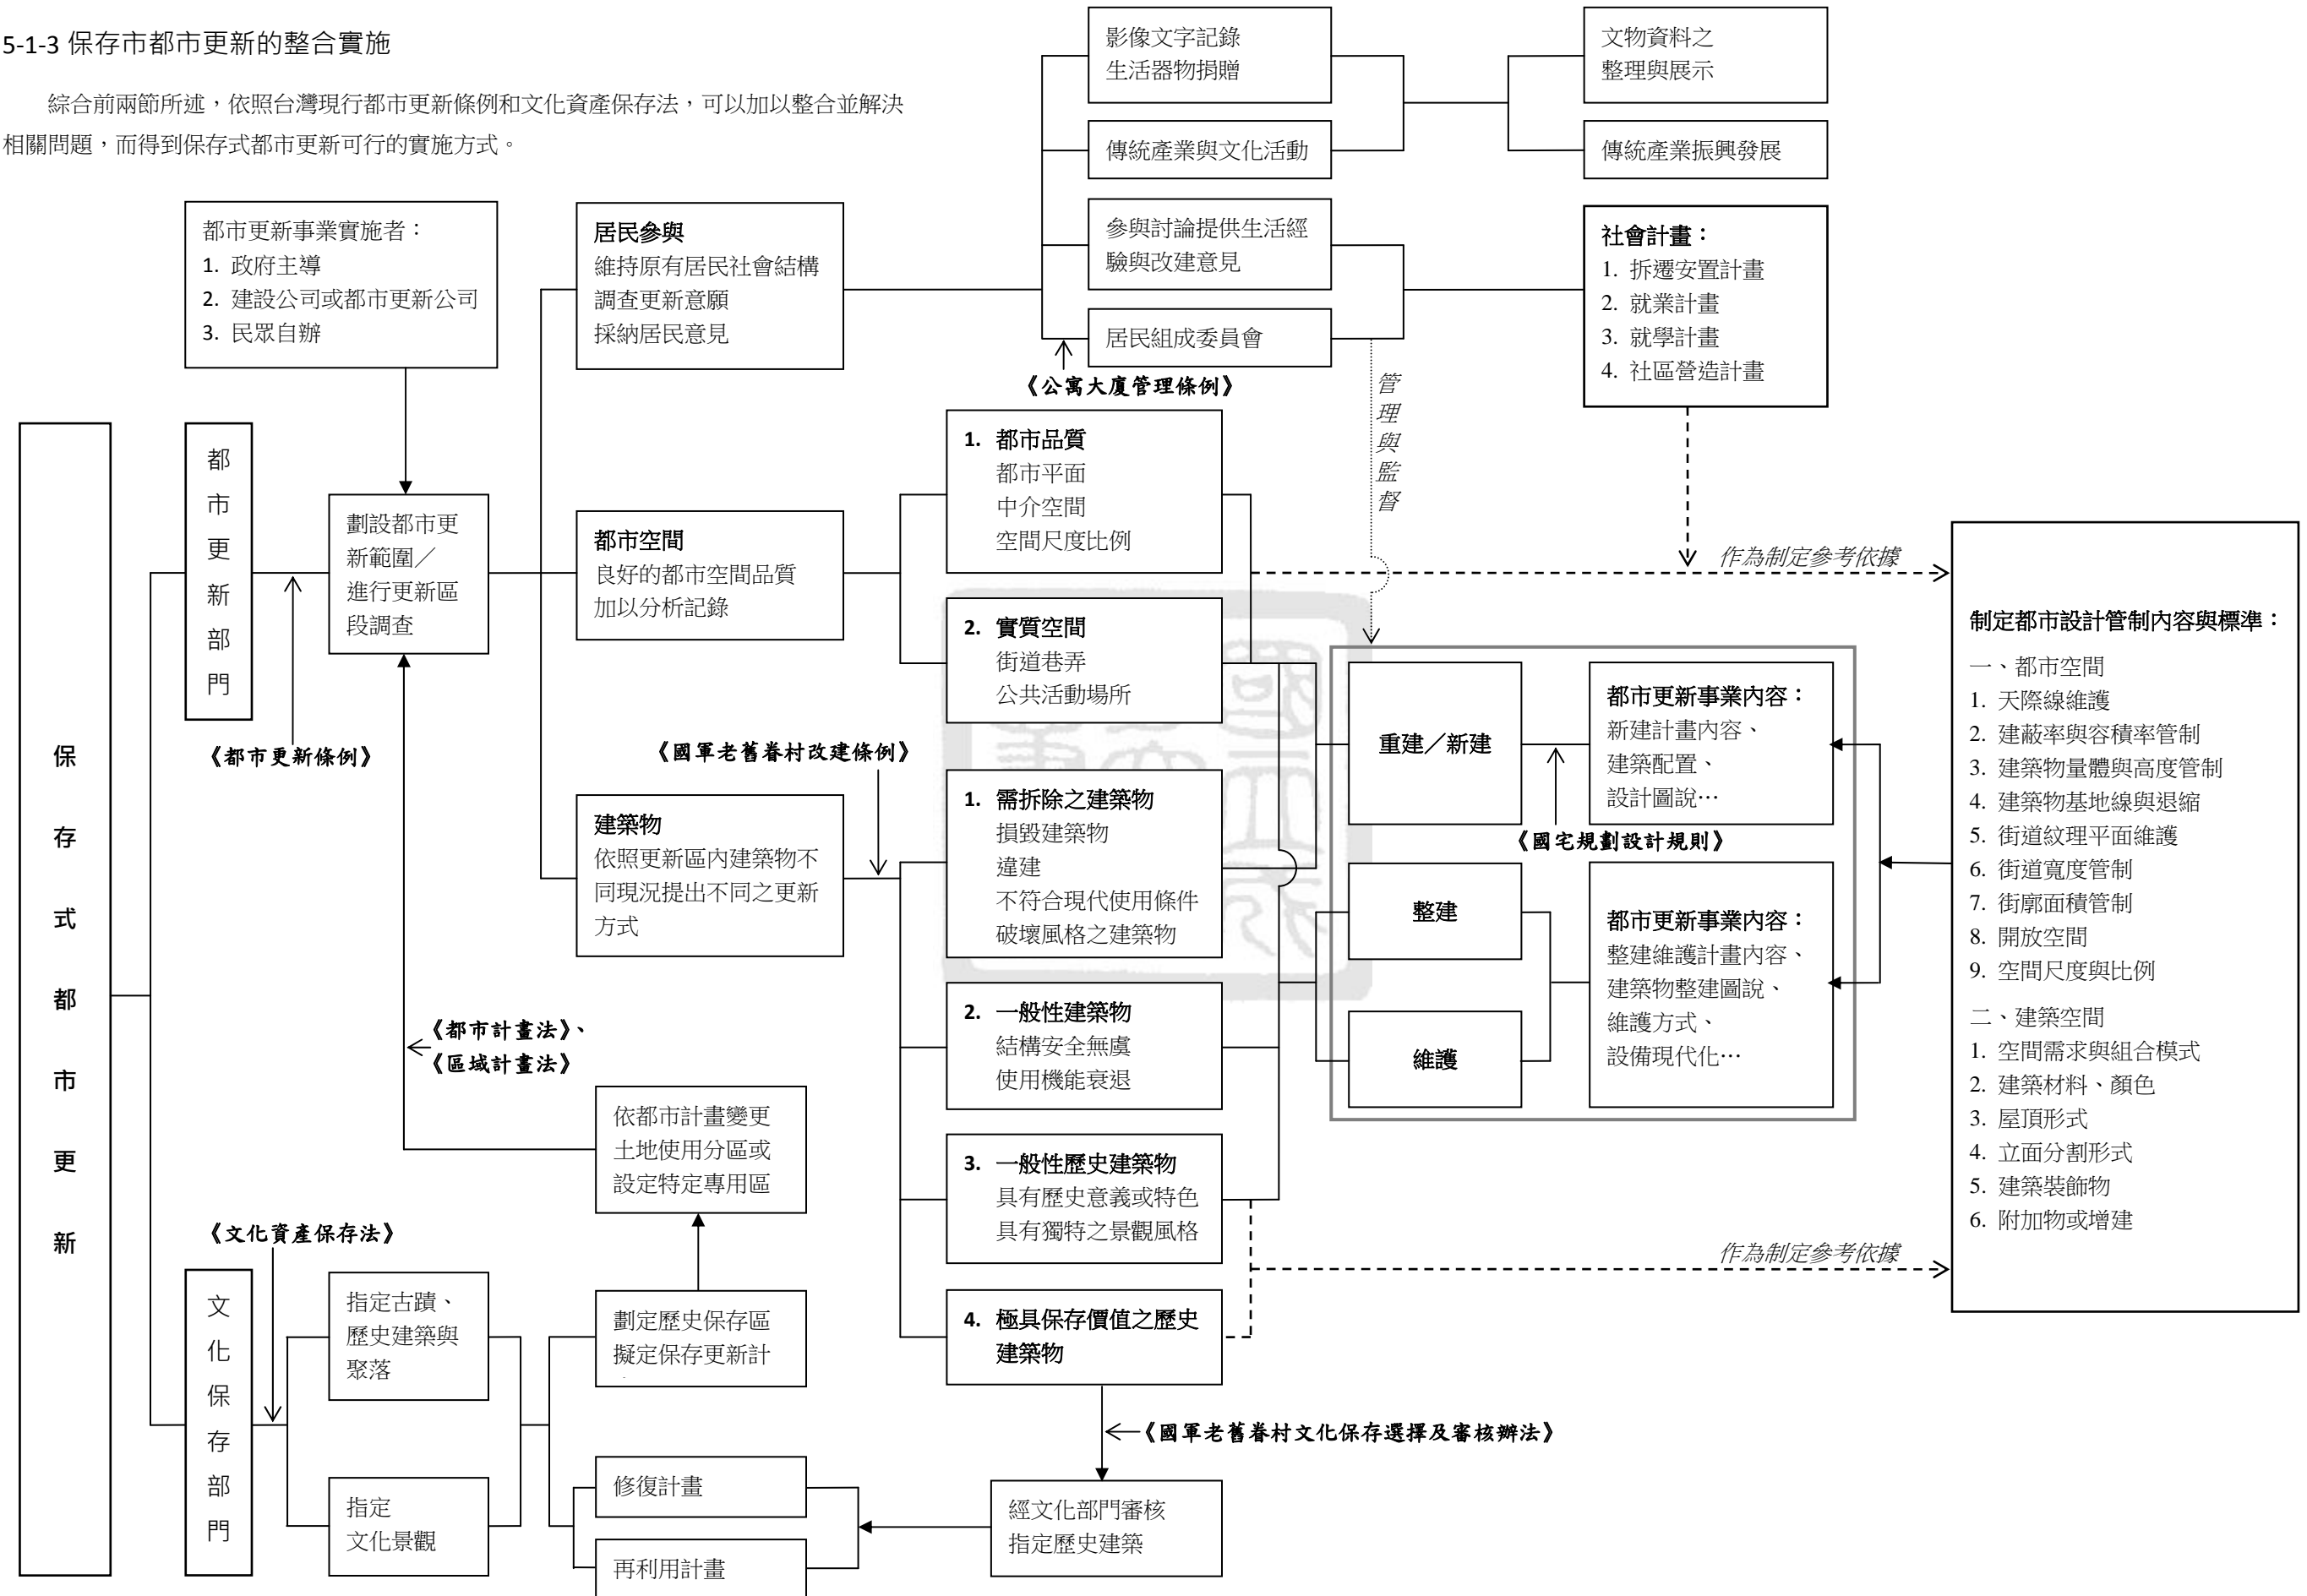 5-1-3 保存市都市更新的整合實施
綜合前兩節所述，依照台灣現行都市更新條例和文化資產保存法，可以加以整合並解決
相關問題，而得到保存式都市更新可行的實施方式。
保存式都市更新
都市更新部門
文化保存部門
都市更新事業實施者：
1. 政府主導
2. 建設公司或都市更新公司
3. 民眾自辦
劃設都市更
新範圍／
進行更新區
段調查
《都市更新條例》
《都市計畫法》、
《區域計畫法》
《文化資產保存法》
指定古蹟、
歷史建築與
聚落
指定
文化景觀
居民參與
維持原有居民社會結構
調查更新意願
採納居民意見
都市空間
良好的都市空間品質
加以分析記錄
《國軍老舊眷村改建條例》
建築物
依照更新區內建築物不
同現況提出不同之更新
方式
依都市計畫變更
土地使用分區或
設定特定專用區
劃定歷史保存區
擬定保存更新計
修復計畫
再利用計畫
影像文字記錄
生活器物捐贈
傳統產業與文化活動
參與討論提供生活經
驗與改建意見
居民組成委員會
《公寓大廈管理條例》
管理與監督
文物資料之
整理與展示
傳統產業振興發展
社會計畫：
1. 拆遷安置計畫
2. 就業計畫
3. 就學計畫
4. 社區營造計畫
1. 都市品質
都市平面
中介空間
空間尺度比例
2. 實質空間
街道巷弄
公共活動場所
1. 需拆除之建築物
損毀建築物
違建
不符合現代使用條件
破壞風格之建築物
2. 一般性建築物
結構安全無虞
使用機能衰退
3. 一般性歷史建築物
具有歷史意義或特色
具有獨特之景觀風格
4. 極具保存價值之歷史
建築物
《國軍老舊眷村文化保存選擇及審核辦法》
經文化部門審核
指定歷史建築
重建／新建
整建
維護
都市更新事業內容：
新建計畫內容、
建築配置、
設計圖說…
《國宅規劃設計規則》
都市更新事業內容：
整建維護計畫內容、
建築物整建圖說、
維護方式、
設備現代化…
作為制定參考依據
作為制定參考依據
制定都市設計管制內容與標準：
一、都市空間
1. 天際線維護
2. 建蔽率與容積率管制
3. 建築物量體與高度管制
4. 建築物基地線與退縮
5. 街道紋理平面維護
6. 街道寬度管制
7. 街廓面積管制
8. 開放空間
9. 空間尺度與比例
二、建築空間
1. 空間需求與組合模式
2. 建築材料、顏色
3. 屋頂形式
4. 立面分割形式
5. 建築裝飾物
6. 附加物或增建